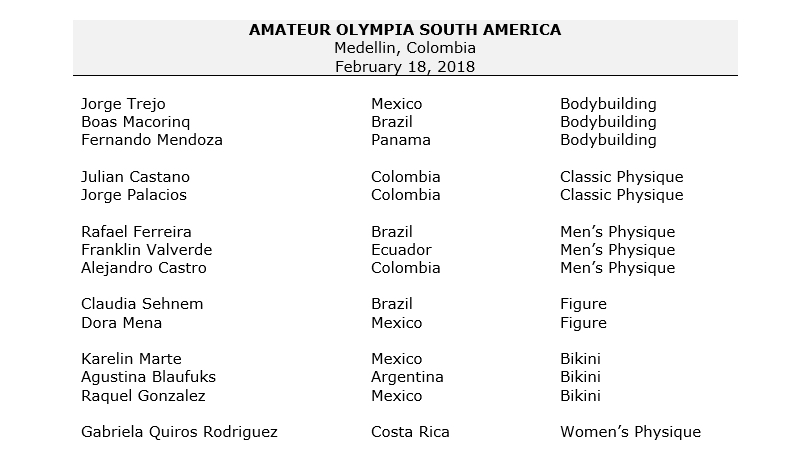 AMATEUR OLYMPIA SOUTH AMERICA
Medellin, Colombia
February 18, 2018
Jorge Trejo Mexico Bodybuilding
Boas Macorinq Brazil Bodybuilding
Fernando Mendoza Panama Bodybuilding
Julian Castano Colombia Classic Physique
Jorge Palacios Colombia Classic Physique
Rafael Ferreira Brazil Men’s Physique
Franklin Valverde Ecuador Men’s Physique
Alejandro Castro Colombia Men’s Physique
Claudia Sehnem Brazil Figure
Dora Mena Mexico Figure
Karelin Marte Mexico Bikini
Agustina Blaufuks Argentina Bikini
Raquel Gonzalez Mexico Bikini
Gabriela Quiros Rodriguez Costa Rica Women’s Physique